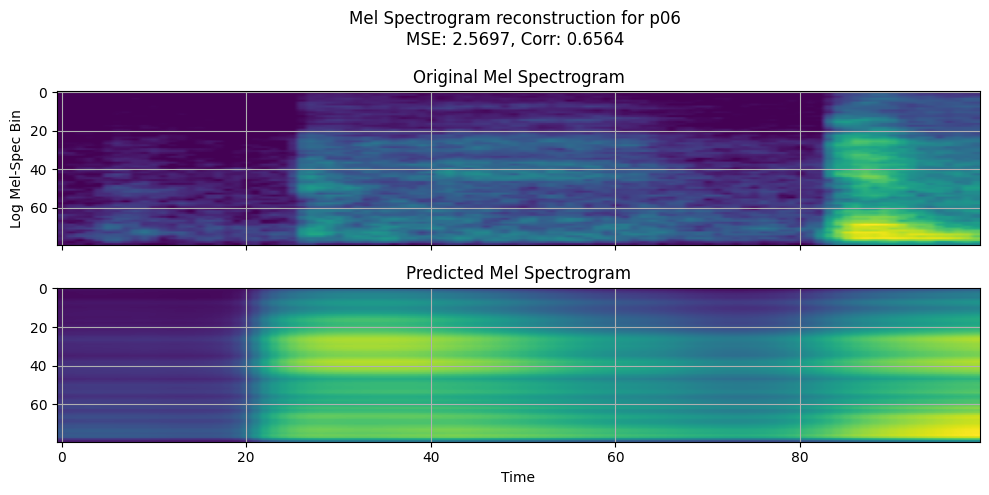 Mel Spectrogram reconstruction for p06
MSE: 2.5697, Corr: 0.6564
Original Mel Spectrogram
0
20
40
60
Log Mel-Spec Bin
Predicted Mel Spectrogram
0
20
40
60
0 20 40 60 80
Time